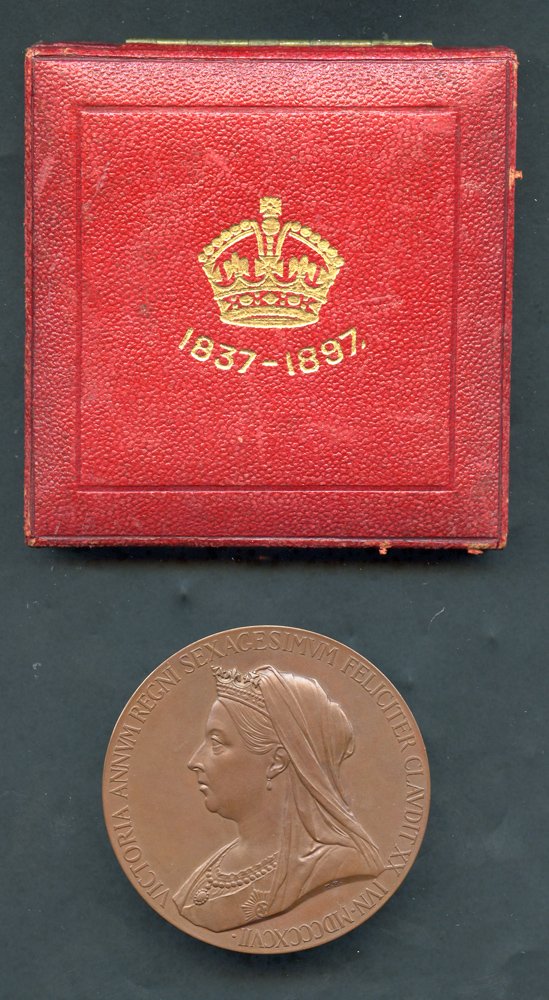 1837-1897.
VICTORIA ANNVM REGNI SEXAGESIMVM FELICITER CLAVDIT XX IVN·MDCCCXCVII·